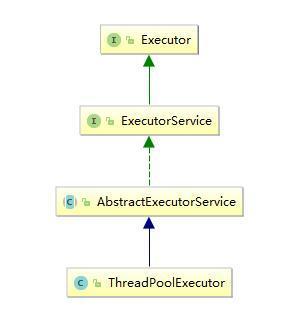 I Executor
I ExecutorService
C AbstractExecutorService
C ThreadPoolExecutor